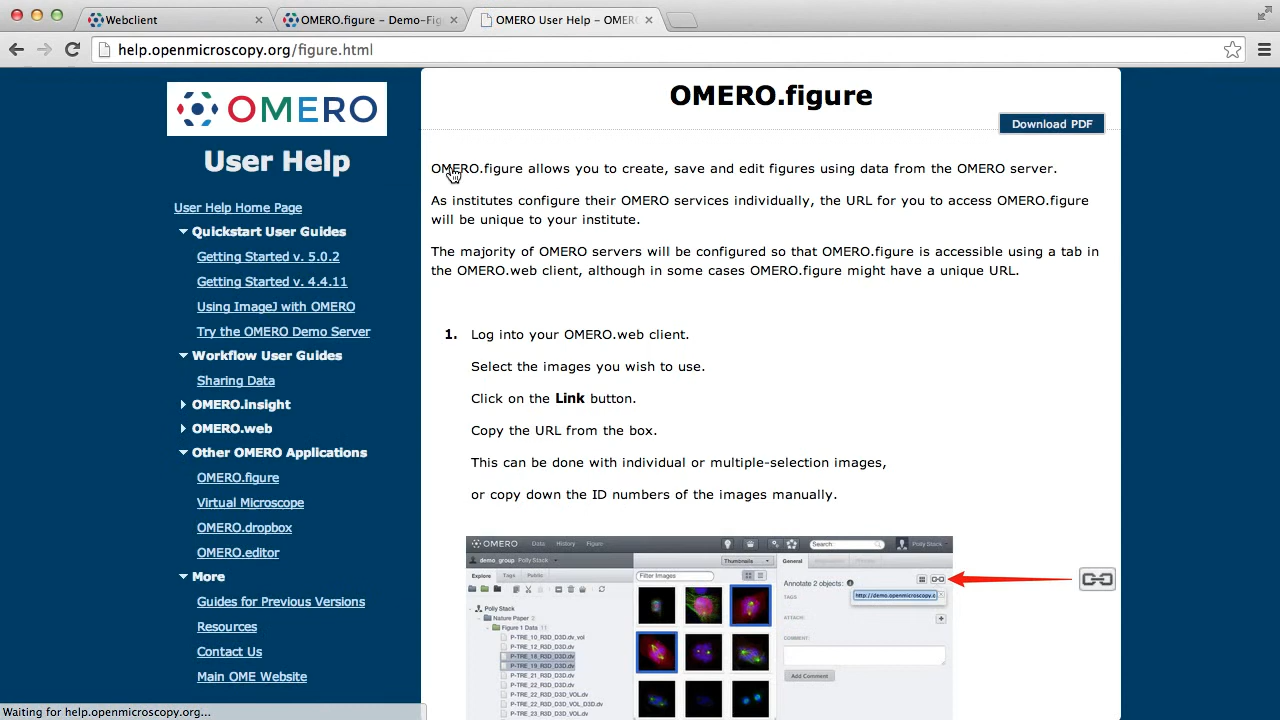 Webclient
OMERO.figure – Demo-Fig
OMERO User Help – OMER
help.openmicroscopy.org/figure.html
OMERO
User Help
User Help Home Page
Quickstart User Guides
Getting Started v. 5.0.2
Getting Started v. 4.4.11
Using ImageJ with OMERO
Try the OMERO Demo Server
Workflow User Guides
Sharing Data
OMERO.insight
OMERO.web
Other OMERO Applications
OMERO.figure
Virtual Microscope
OMERO.dropbox
OMERO.editor
More
Guides for Previous Versions
Resources
Contact Us
Main OME Website
Waiting for help.openmicroscopy.org...
OMERO.figure
Download PDF
OMERO.figure allows you to create, save and edit figures using data from the OMERO server.
As institutes configure their OMERO services individually, the URL for you to access OMERO.figure
will be unique to your institute.
The majority of OMERO servers will be configured so that OMERO.figure is accessible using a tab in
the OMERO.web client, although in some cases OMERO.figure might have a unique URL.
1. Log into your OMERO.web client.
Select the images you wish to use.
Click on the Link button.
Copy the URL from the box.
This can be done with individual or multiple-selection images,
or copy down the ID numbers of the images manually.
OMERO Data History Figure Search: Polly Stack
demo_group Polly Stack Thumbnails General
Explore Tags Public Filter Images Annotate 2 objects:
http://demo.openmicroscopy.o
TAGS:
Polly Stack
Nature Paper 2
ATTACH:
Figure 1 Data 11
P-TRE_10_R3D_D3D.dv_vol
COMMENT:
P-TRE_12_R3D_D3D.dv
P-TRE_18_R3D_D3D.dv
P-TRE_19_R3D_D3D.dv
P-TRE_21_R3D_D3D.dv
Add Comment
P-TRE_22_R3D_D3D.dv
P-TRE_22_R3D_D3D_VOL.dv
P-TRE_22_R3D_VOL_D3D.dv
P-TRE_23_R3D_D3D_VOL.dv